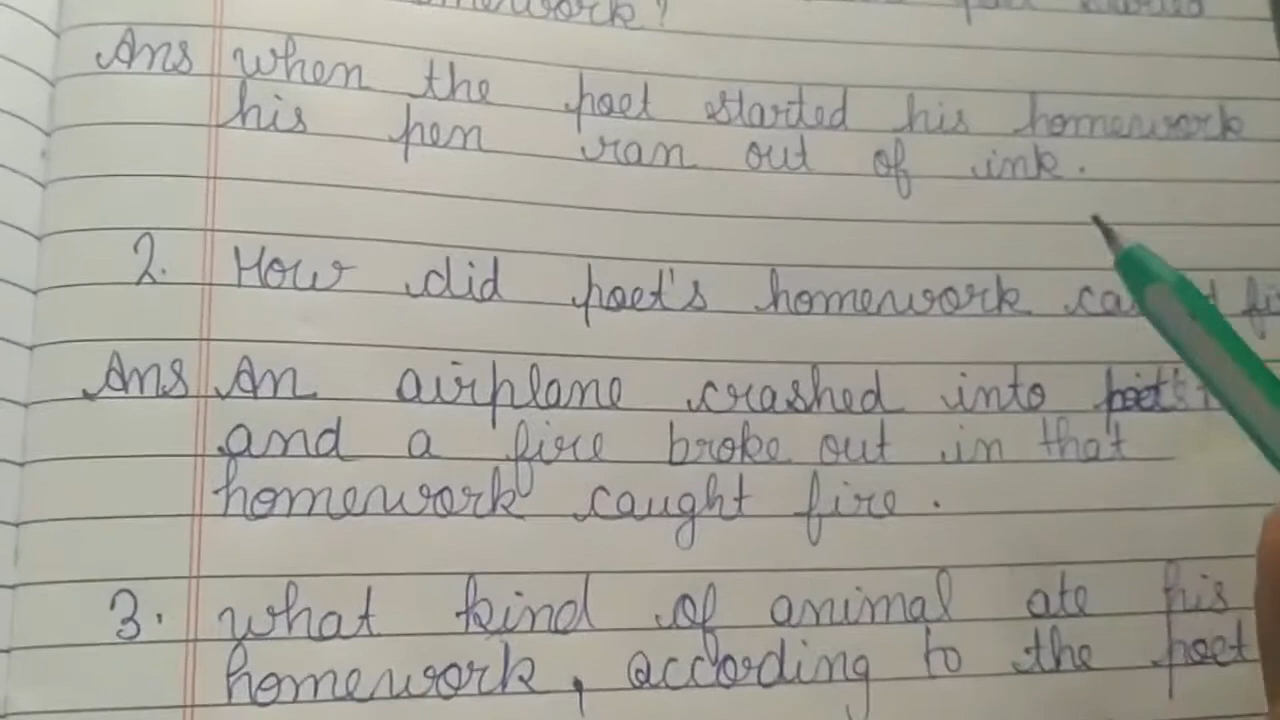 homework?
Ans when the poet started his homework
his pen ran out of ink.
2. How did poet's homework
Ans An airplane crashed into poet's
and a fire broke out in that
homework caught fire.
3. what kind of animal ate his
homework, according to the poet